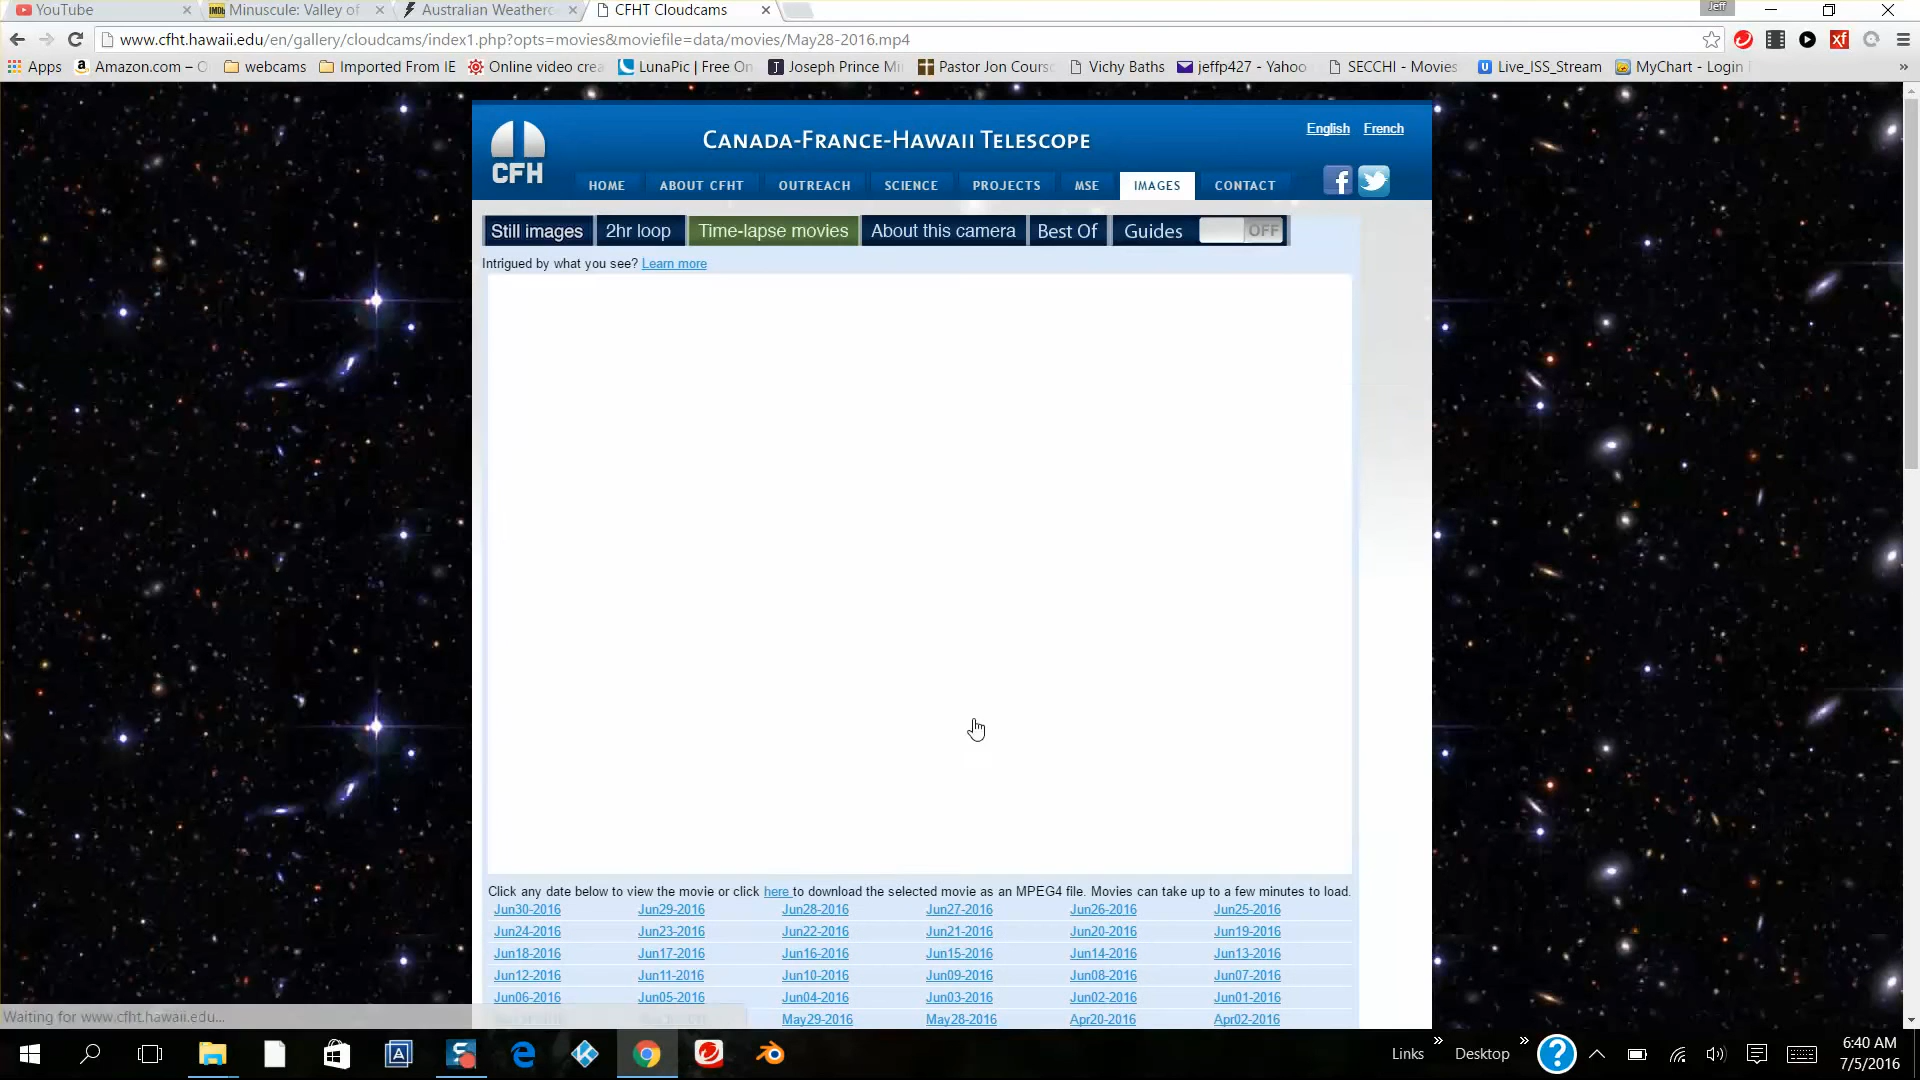 YouTube
Minuscule: Valley of
Australian Weather
CFHT Cloudcams
Jeff
www.cfht.hawaii.edu/en/gallery/cloudcams/index1.php?opts=movies&moviefile=data/movies/May28-2016.mp4
Apps
Amazon.com –
webcams
Imported From IE
Online video crea
LunaPic | Free On
Joseph Prince Mi
Pastor Jon Cours
Vichy Baths
jeffp427 - Yahoo
SECCHI - Movies
Live_ISS_Stream
MyChart - Login
CFH
CANADA-FRANCE-HAWAII TELESCOPE
English French
HOME ABOUT CFHT OUTREACH SCIENCE PROJECTS MSE IMAGES CONTACT
Still images 2hr loop Time-lapse movies About this camera Best Of Guides OFF
Intrigued by what you see? Learn more
Click any date below to view the movie or click here to download the selected movie as an MPEG4 file. Movies can take up to a few minutes to load.
Jun30-2016 Jun29-2016 Jun28-2016 Jun27-2016 Jun26-2016 Jun25-2016
Jun24-2016 Jun23-2016 Jun22-2016 Jun21-2016 Jun20-2016 Jun19-2016
Jun18-2016 Jun17-2016 Jun16-2016 Jun15-2016 Jun14-2016 Jun13-2016
Jun12-2016 Jun11-2016 Jun10-2016 Jun09-2016 Jun08-2016 Jun07-2016
Jun06-2016 Jun05-2016 Jun04-2016 Jun03-2016 Jun02-2016 Jun01-2016
May29-2016 May28-2016 Apr20-2016 Apr02-2016
Waiting for www.cfht.hawaii.edu...
Links
Desktop
6:40 AM
7/5/2016